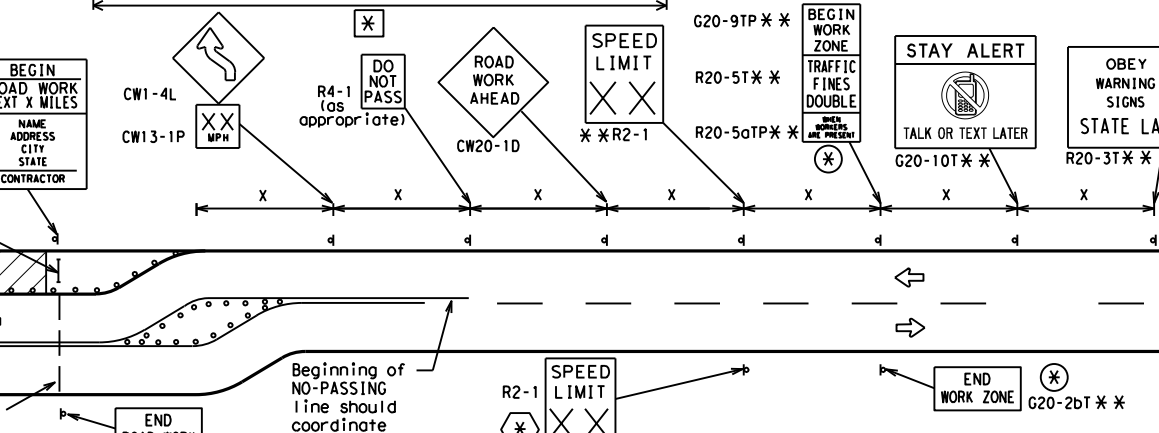 BEGIN
ROAD WORK
NEXT X MILES
NAME
ADDRESS
CITY
STATE
CONTRACTOR
CW1-4L
CW13-1P
XX
MPH
*
R4-1
(as
appropriate)
DO
NOT
PASS
ROAD
WORK
AHEAD
CW20-1D
SPEED
LIMIT
XX
**R2-1
G20-9TP**
R20-5T**
R20-5aTP**
BEGIN
WORK
ZONE
TRAFFIC
FINES
DOUBLE
WHEN
WORKERS
ARE PRESENT
*
STAY ALERT
TALK OR TEXT LATER
G20-10T**
OBEY
WARNING
SIGNS
STATE LA
R20-3T**
X X X X X X X
Beginning of
NO-PASSING
line should
coordinate
R2-1
*
SPEED
LIMIT
XX
END
WORK ZONE
*
G20-2bT**
END
ROAD WORK